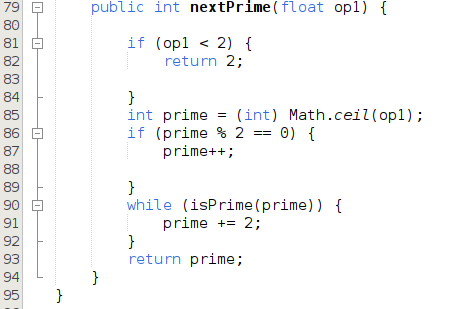 79 public int nextPrime(float op1) {
80
81 if (op1 < 2) {
82 return 2;
83
84 }
85 int prime = (int) Math.ceil(op1);
86 if (prime % 2 == 0) {
87 prime++;
88
89 }
90 while (isPrime(prime)) {
91 prime += 2;
92 }
93 return prime;
94 }
95 }